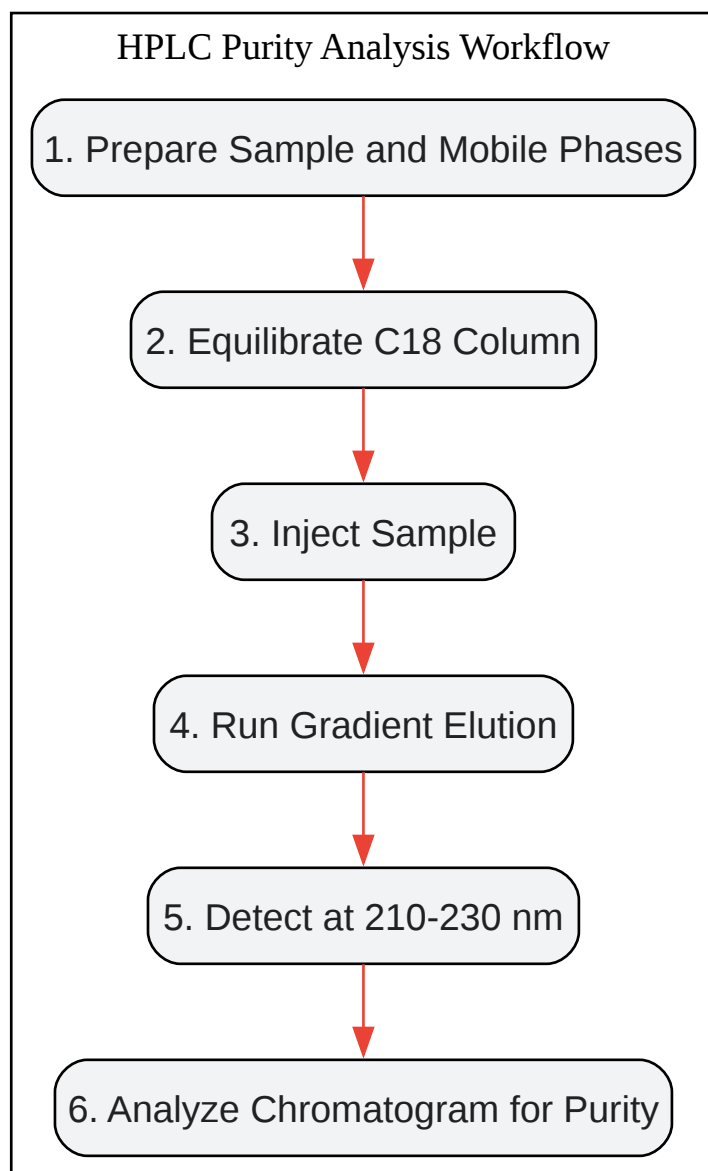 HPLC Purity Analysis Workflow
1. Prepare Sample and Mobile Phases
2. Equilibrate C18 Column
3. Inject Sample
4. Run Gradient Elution
5. Detect at 210-230 nm
6. Analyze Chromatogram for Purity